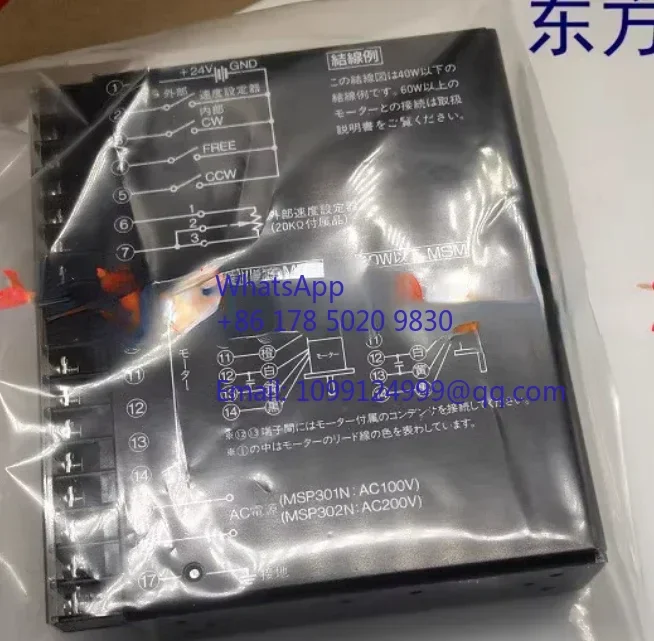 东方
結線例
この結線図は40W以下の
結線例です。60W以上の
モーターとの接続は取扱
説明書をご覧ください。
+24V GND
①
外部 速度設定器
②
内部
③ CW
④ FREE
⑤ CCW
⑥ 1 外部速度設定器
2 (20KΩ付属品)
⑦ 3
0W以 MSM
WhatsApp
+86 178 5020 9830
⑪ ⑪ 橙 モーター ⑪
⑫ ⑫ 白 ⑫ 白
⑬ ⑬ ⑬
⑭ ⑭ 黒 ⑭
モーター
Email: 1099124999@qq.com
※⑫⑬端子間にはモーター付属のコンデンサを接続してください。
※○の中はモーターのリード線の色を表わしています。
AC電源 (MSP301N:AC100V)
(MSP302N:AC200V)
⑰ 接地